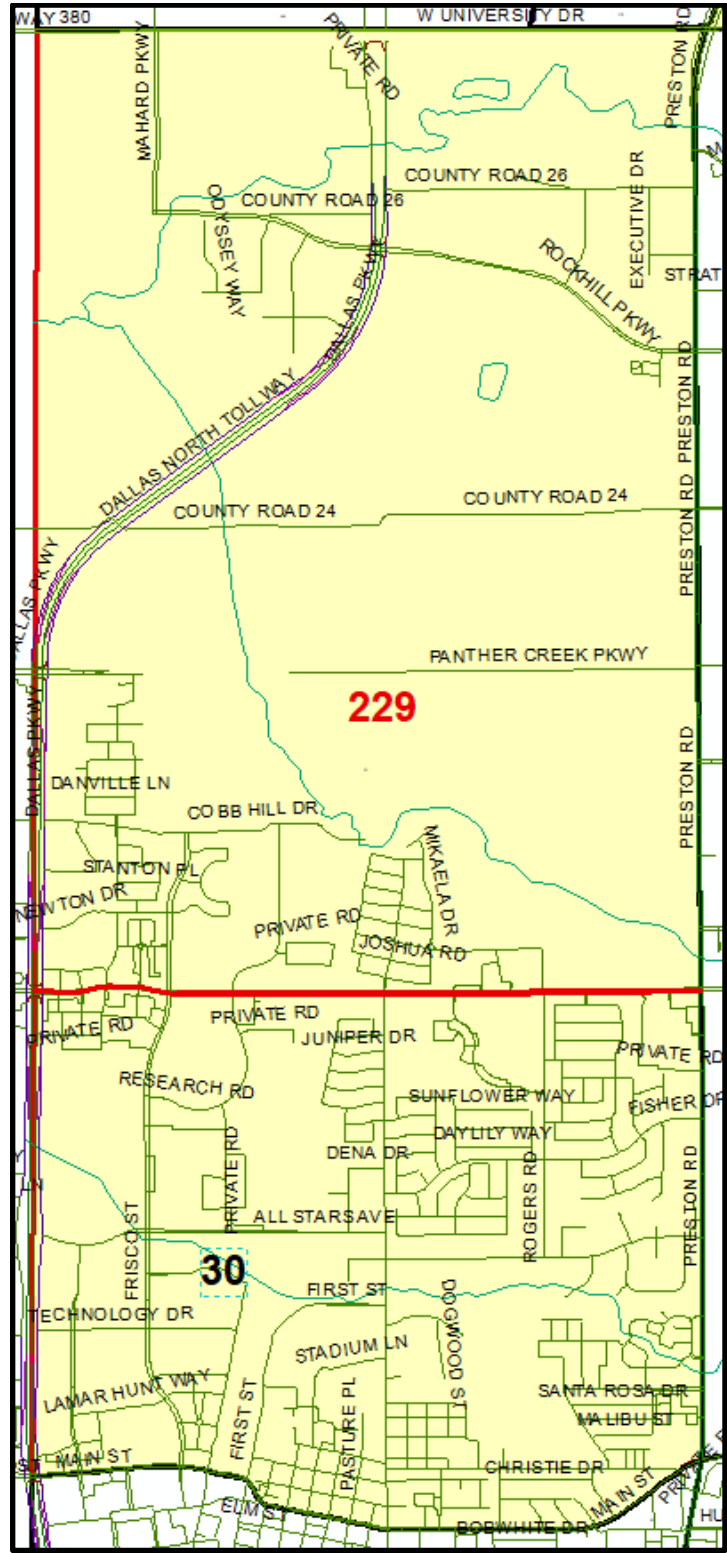 WAY 380
W UNIVERSITY DR
PRIVATE RD
PRESTON RD
MAHARD PKWY
COUNTY ROAD 26
COUNTY ROAD 26
EXECUTIVE DR
ODYSSEY WAY
ROCKHILL PKWY
STRAT
DALLAS PKWY
PRESTON RD
DALLAS NORTH TOLLWAY
COUNTY ROAD 24
COUNTY ROAD 24
PRESTON RD
DALLAS PKWY
PANTHER CREEK PKWY
229
DALLAS PKWY
PRESTON RD
DANVILLE LN
COBB HILL DR
MIKAELA DR
STANTON PL
NEWTON DR
PRIVATE RD
JOSHUA RD
PRIVATE RD
PRIVATE RD
JUNIPER DR
PRIVATE RD
RESEARCH RD
SUNFLOWER WAY
FISHER DR
DAYLILY WAY
PRIVATE RD
DENA DR
ROGERS RD
PRESTON RD
LN
ALL STARS AVE
FRISCO ST
30
FIRST ST
DOGWOOD ST
TECHNOLOGY DR
STADIUM LN
LAMAR HUNT WAY
SANTA ROSA DR
FIRST ST
PASTURE PL
MALIBU ST
ST
MAIN ST
CHRISTIE DR
MAIN ST
ELM ST
BOBWHITE DR
HU